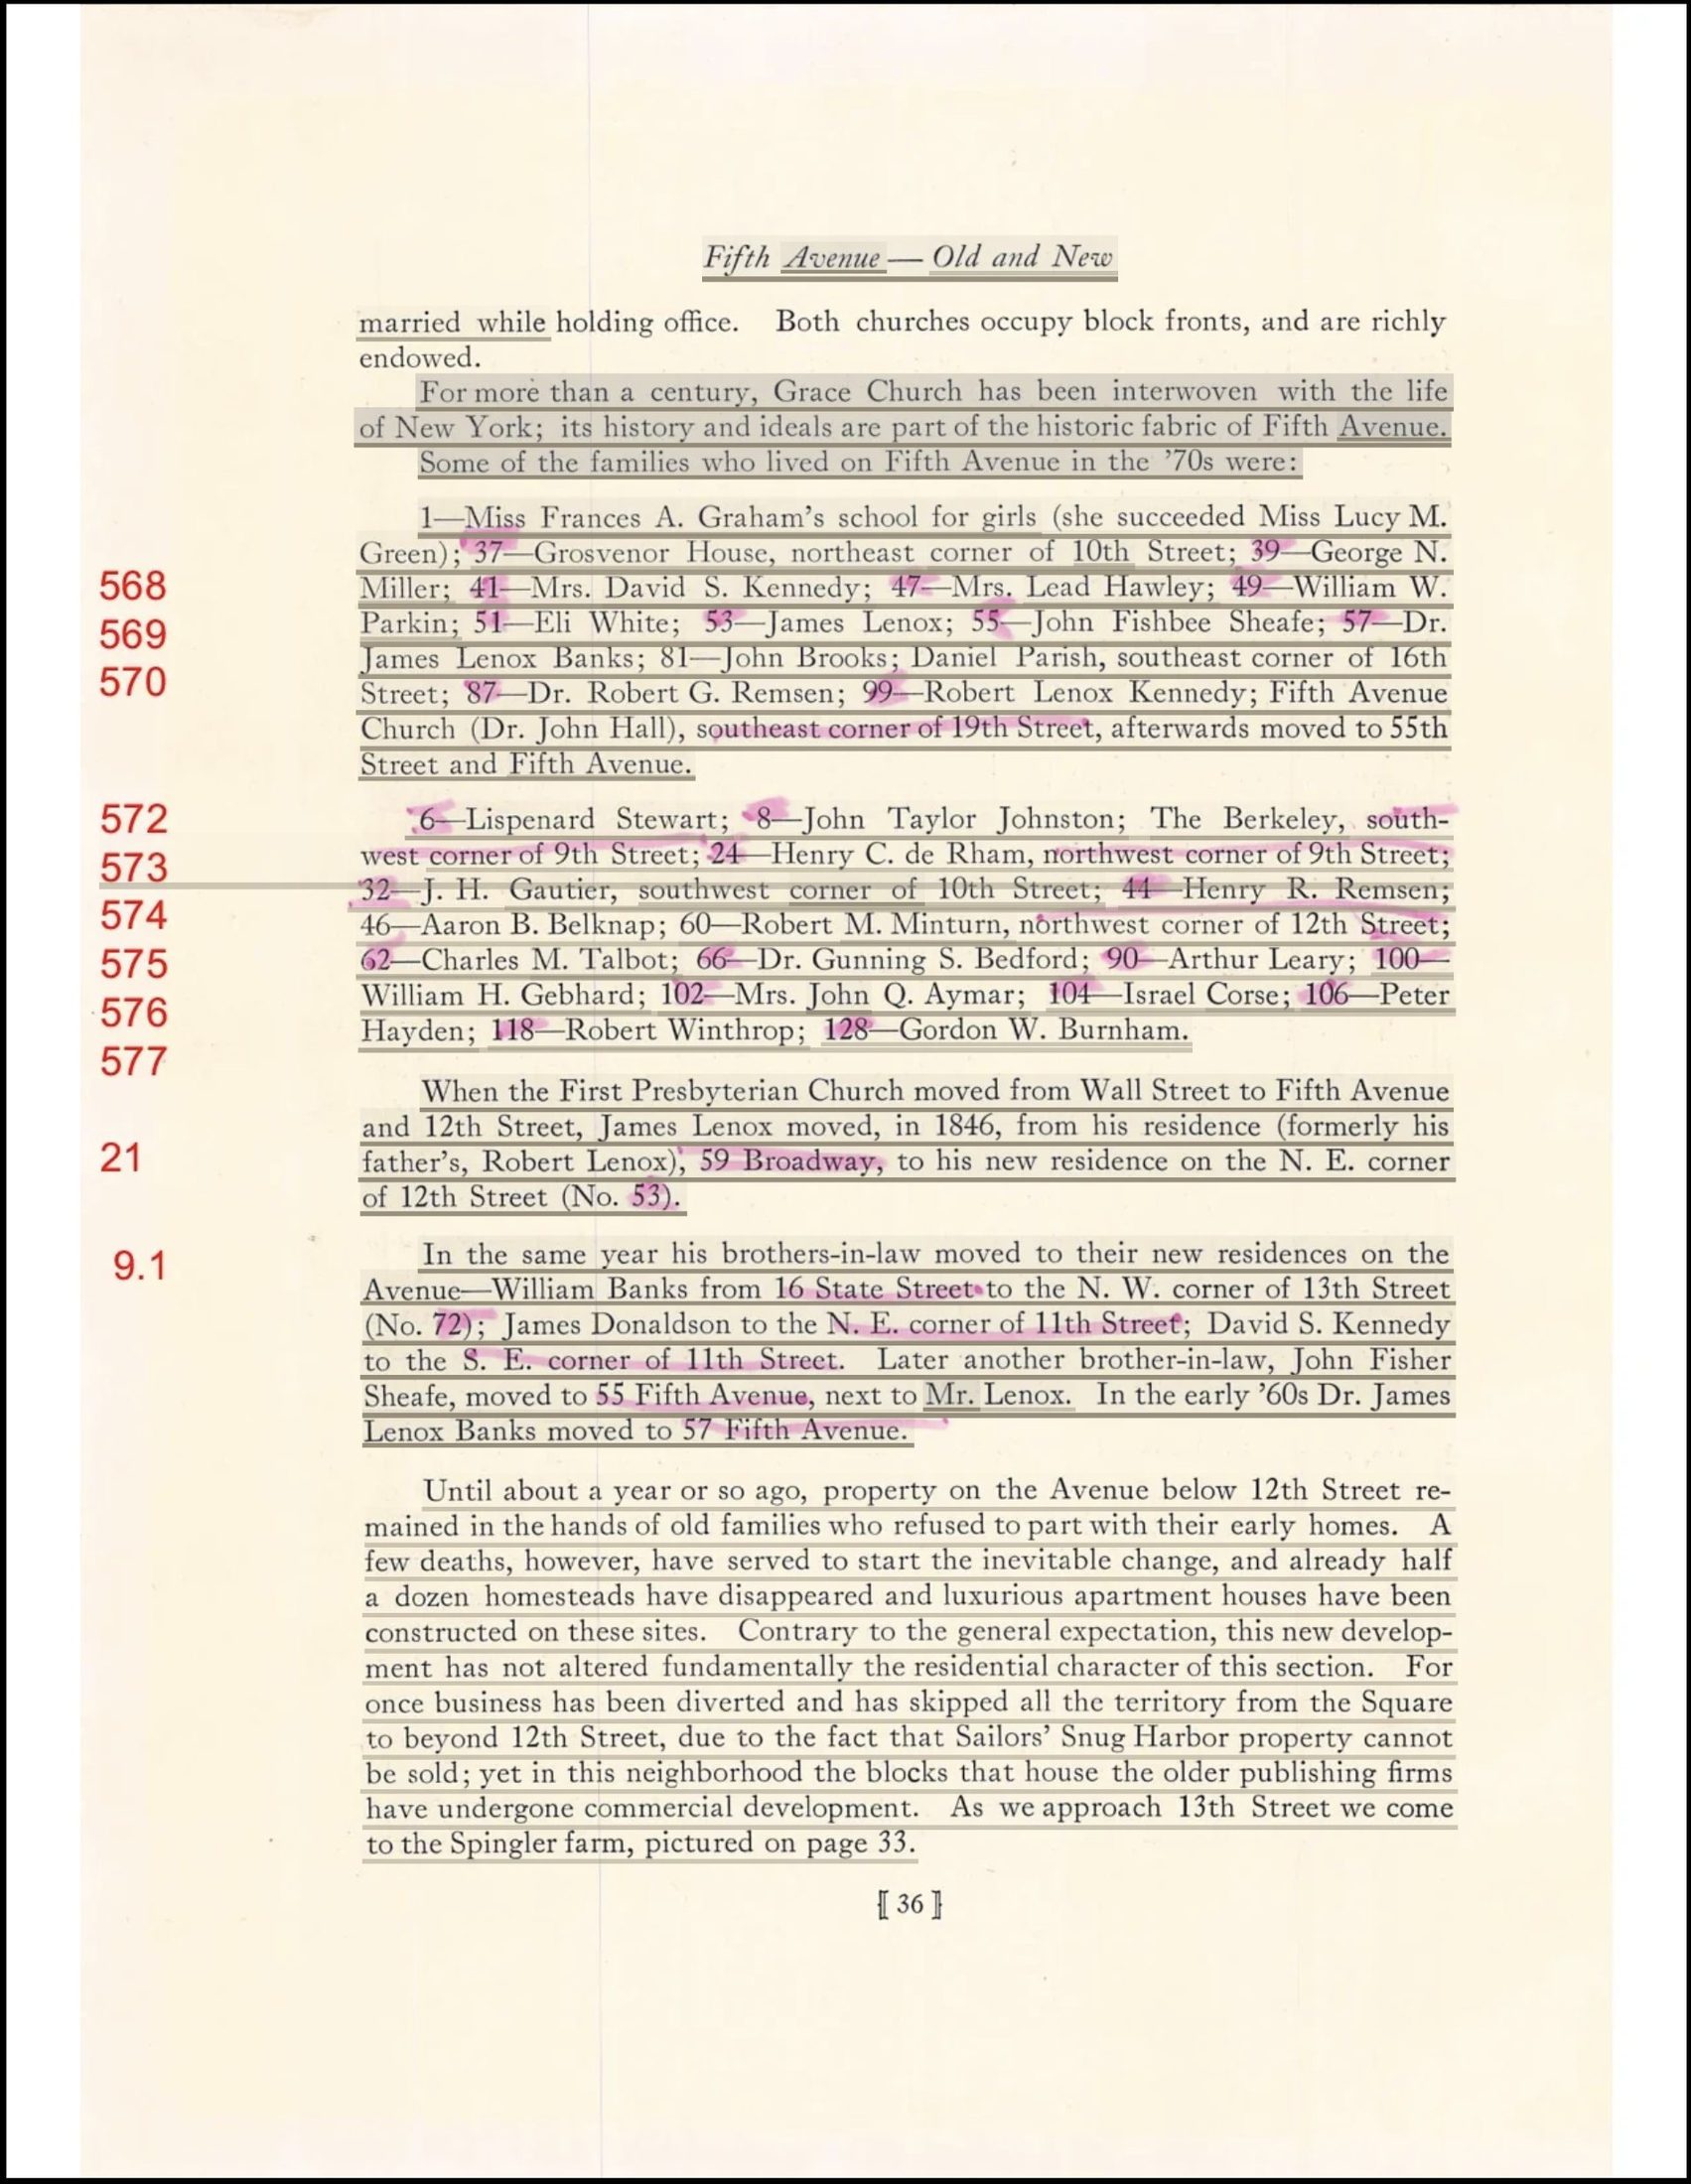 Fifth Avenue — Old and New
married while holding office. Both churches occupy block fronts, and are richly
endowed.
For more than a century, Grace Church has been interwoven with the life
of New York; its history and ideals are part of the historic fabric of Fifth Avenue.
Some of the families who lived on Fifth Avenue in the ’70s were:
1—Miss Frances A. Graham’s school for girls (she succeeded Miss Lucy M.
Green); 37—Grosvenor House, northeast corner of 10th Street; 39—George N.
568
Miller; 41—Mrs. David S. Kennedy; 47—Mrs. Lead Hawley; 49—William W.
569
Parkin; 51—Eli White; 53—James Lenox; 55—John Fishbee Sheafe; 57—Dr.
James Lenox Banks; 81—John Brooks; Daniel Parish, southeast corner of 16th
570
Street; 87—Dr. Robert G. Remsen; 99—Robert Lenox Kennedy; Fifth Avenue
Church (Dr. John Hall), southeast corner of 19th Street, afterwards moved to 55th
Street and Fifth Avenue.
572
6—Lispenard Stewart; 8—John Taylor Johnston; The Berkeley, south-
573
west corner of 9th Street; 24—Henry C. de Rham, northwest corner of 9th Street;
32—J. H. Gautier, southwest corner of 10th Street; 44—Henry R. Remsen;
574
46—Aaron B. Belknap; 60—Robert M. Minturn, northwest corner of 12th Street;
575
62—Charles M. Talbot; 66—Dr. Gunning S. Bedford; 90—Arthur Leary; 100—
William H. Gebhard; 102—Mrs. John Q. Aymar; 104—Israel Corse; 106—Peter
576
Hayden; 118—Robert Winthrop; 128—Gordon W. Burnham.
577
When the First Presbyterian Church moved from Wall Street to Fifth Avenue
and 12th Street, James Lenox moved, in 1846, from his residence (formerly his
21
father’s, Robert Lenox), 59 Broadway, to his new residence on the N. E. corner
of 12th Street (No. 53).
9.1
In the same year his brothers-in-law moved to their new residences on the
Avenue—William Banks from 16 State Street to the N. W. corner of 13th Street
(No. 72); James Donaldson to the N. E. corner of 11th Street; David S. Kennedy
to the S. E. corner of 11th Street. Later another brother-in-law, John Fisher
Sheafe, moved to 55 Fifth Avenue, next to Mr. Lenox. In the early ’60s Dr. James
Lenox Banks moved to 57 Fifth Avenue.
Until about a year or so ago, property on the Avenue below 12th Street re-
mained in the hands of old families who refused to part with their early homes. A
few deaths, however, have served to start the inevitable change, and already half
a dozen homesteads have disappeared and luxurious apartment houses have been
constructed on these sites. Contrary to the general expectation, this new develop-
ment has not altered fundamentally the residential character of this section. For
once business has been diverted and has skipped all the territory from the Square
to beyond 12th Street, due to the fact that Sailors’ Snug Harbor property cannot
be sold; yet in this neighborhood the blocks that house the older publishing firms
have undergone commercial development. As we approach 13th Street we come
to the Spingler farm, pictured on page 33.
⟦ 36 ⟧